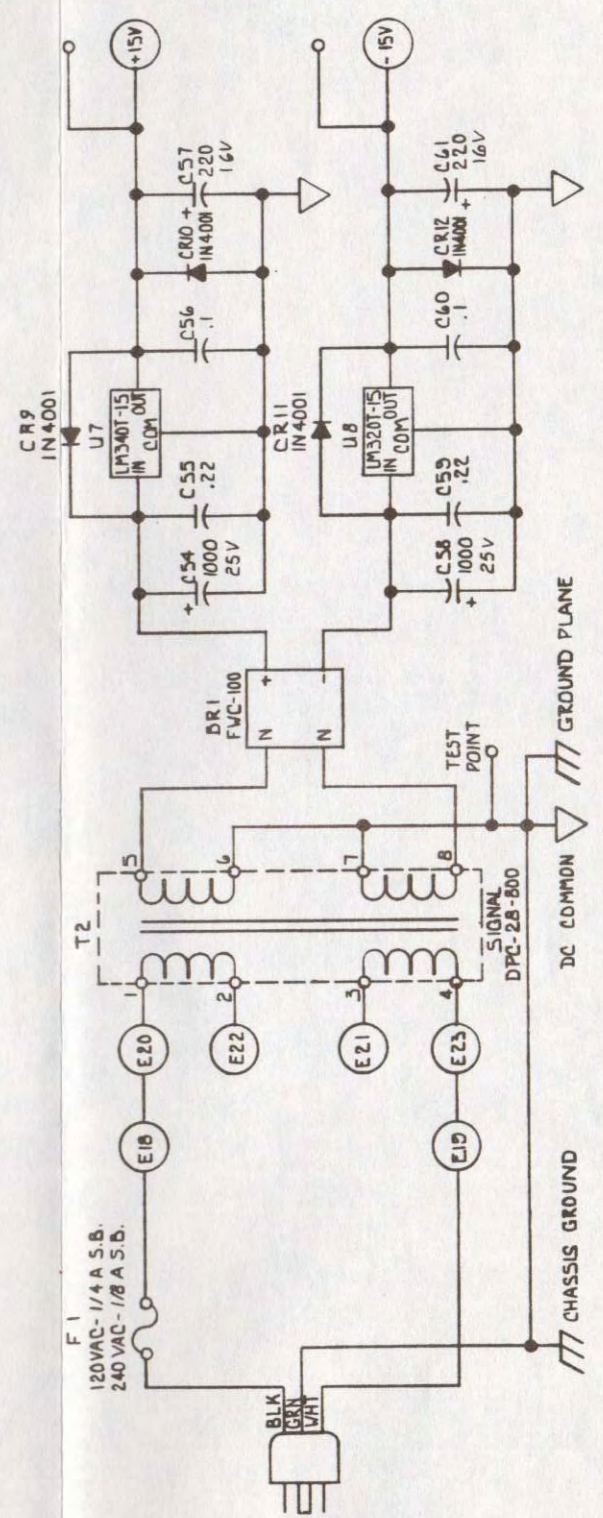 F1
120VAC-1/4 A S.B.
240 VAC-1/8 A S.B.
BLK
GRN
WHT
E18
E20
E22
E21
E19
E23
CHASSIS GROUND
T2
1
2
3
4
5
6
7
8
SIGNAL
DPC-28-800
TEST
POINT
DC COMMON
GROUND PLANE
BR1
FWC-100
N
N
+
-
CR9
1N4001
U7
LM340T-15
IN
OUT
COM
+
C54
1000
25V
C55
.22
C56
.1
CR10
1N4001
+
C57
220
16V
+15V
CR11
1N4001
U8
LM320T-15
IN
OUT
COM
C58
1000
25V
+
C59
.22
C60
.1
CR12
1N4001
C61
220
16V
+
-15V